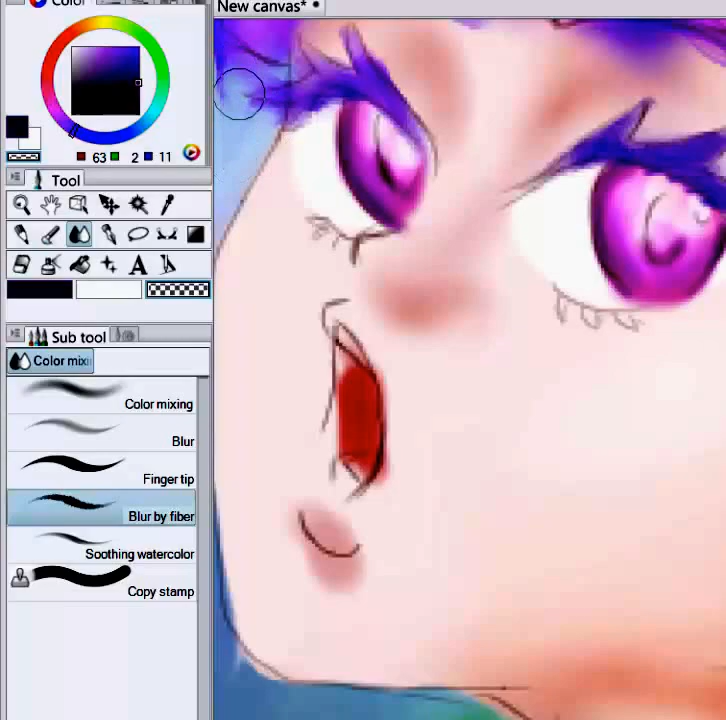 Color
New canvas* •
63 2 11
Tool
A
Sub tool
Color mixi
Color mixing
Blur
Finger tip
Blur by fiber
Soothing watercolor
Copy stamp